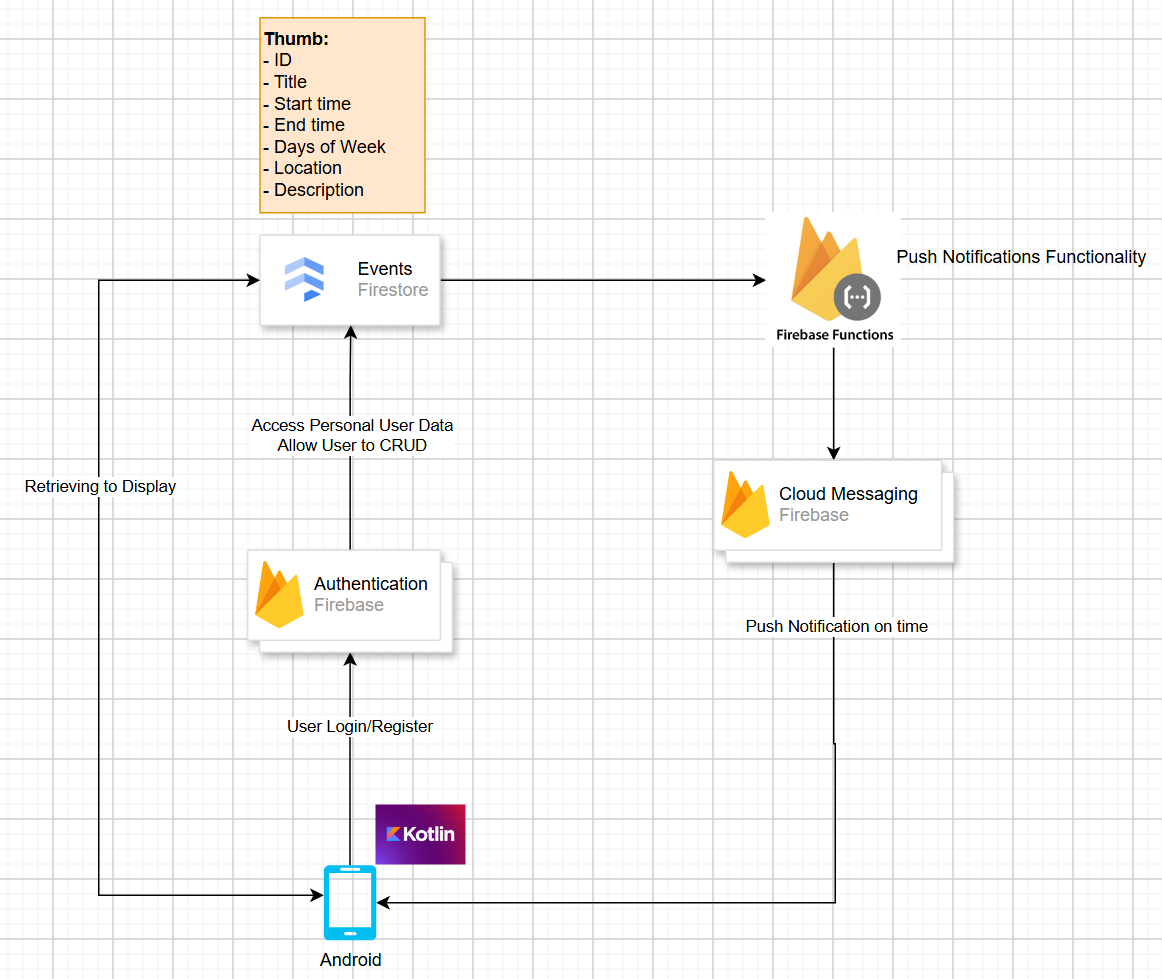 Thumb:
- ID
- Title
- Start time
- End time
- Days of Week
- Location
- Description
Events
Firestore
Push Notifications Functionality
Firebase Functions
Access Personal User Data
Allow User to CRUD
Retrieving to Display
Cloud Messaging
Firebase
Authentication
Firebase
Push Notification on time
User Login/Register
Kotlin
Android